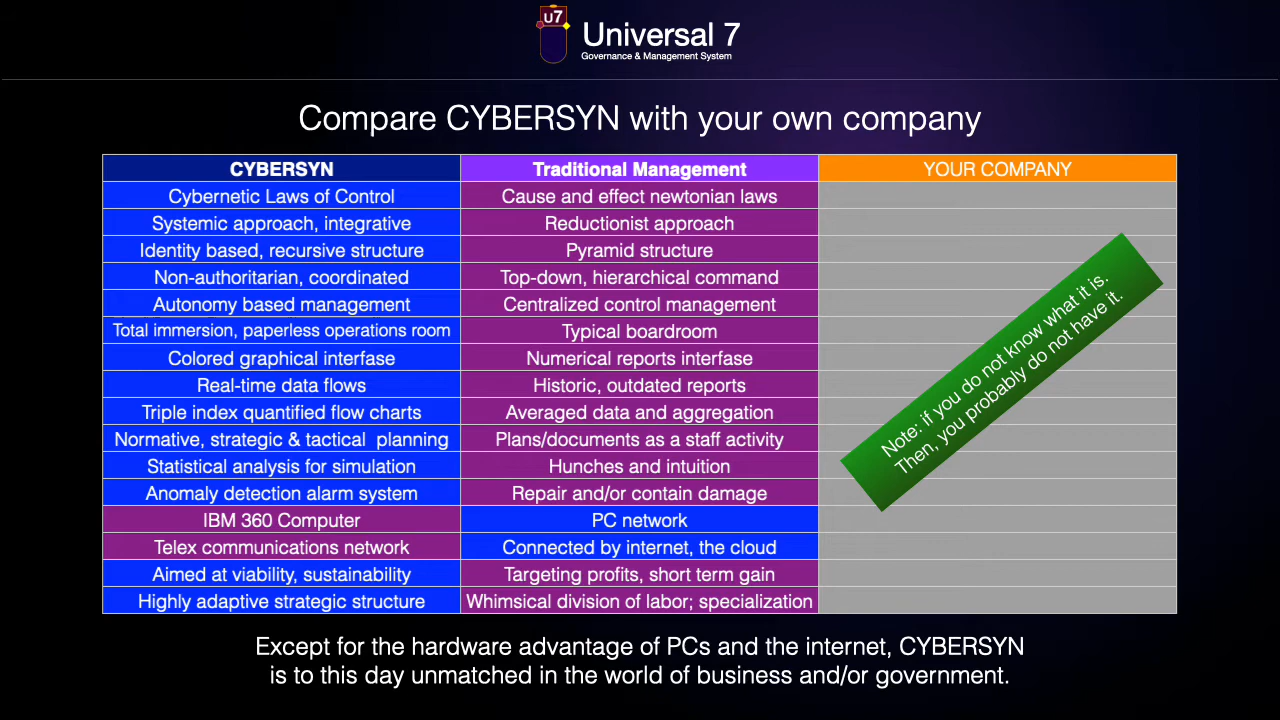 U7
Universal 7
Governance & Management System
Compare CYBERSYN with your own company
CYBERSYN Traditional Management YOUR COMPANY
Cybernetic Laws of Control Cause and effect newtonian laws
Systemic approach, integrative Reductionist approach
Identity based, recursive structure Pyramid structure
Non-authoritarian, coordinated Top-down, hierarchical command
Autonomy based management Centralized control management
Total immersion, paperless operations room Typical boardroom
Colored graphical interfase Numerical reports interfase
Real-time data flows Historic, outdated reports
Triple index quantified flow charts Averaged data and aggregation
Normative, strategic & tactical planning Plans/documents as a staff activity
Statistical analysis for simulation Hunches and intuition
Anomaly detection alarm system Repair and/or contain damage
IBM 360 Computer PC network
Telex communications network Connected by internet, the cloud
Aimed at viability, sustainability Targeting profits, short term gain
Highly adaptive strategic structure Whimsical division of labor; specialization
Note: if you do not know what it is.
Then, you probably do not have it.
Except for the hardware advantage of PCs and the internet, CYBERSYN
is to this day unmatched in the world of business and/or government.